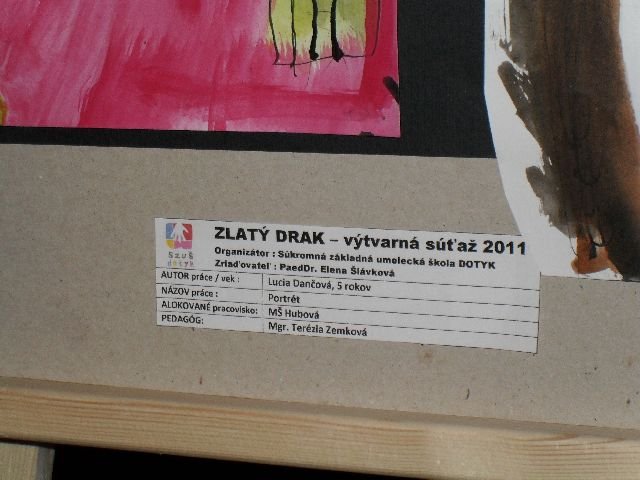 SZUŠ
dotyk
ZLATÝ DRAK – výtvarná súťaž 2011
Organizátor : Súkromná základná umelecká škola DOTYK
Zriaďovateľ : PaedDr. Elena Šlávková
AUTOR práce / vek : Lucia Dančová, 5 rokov
NÁZOV práce : Portrét
ALOKOVANÉ pracovisko: MŠ Hubová
PEDAGÓG: Mgr. Terézia Zemková